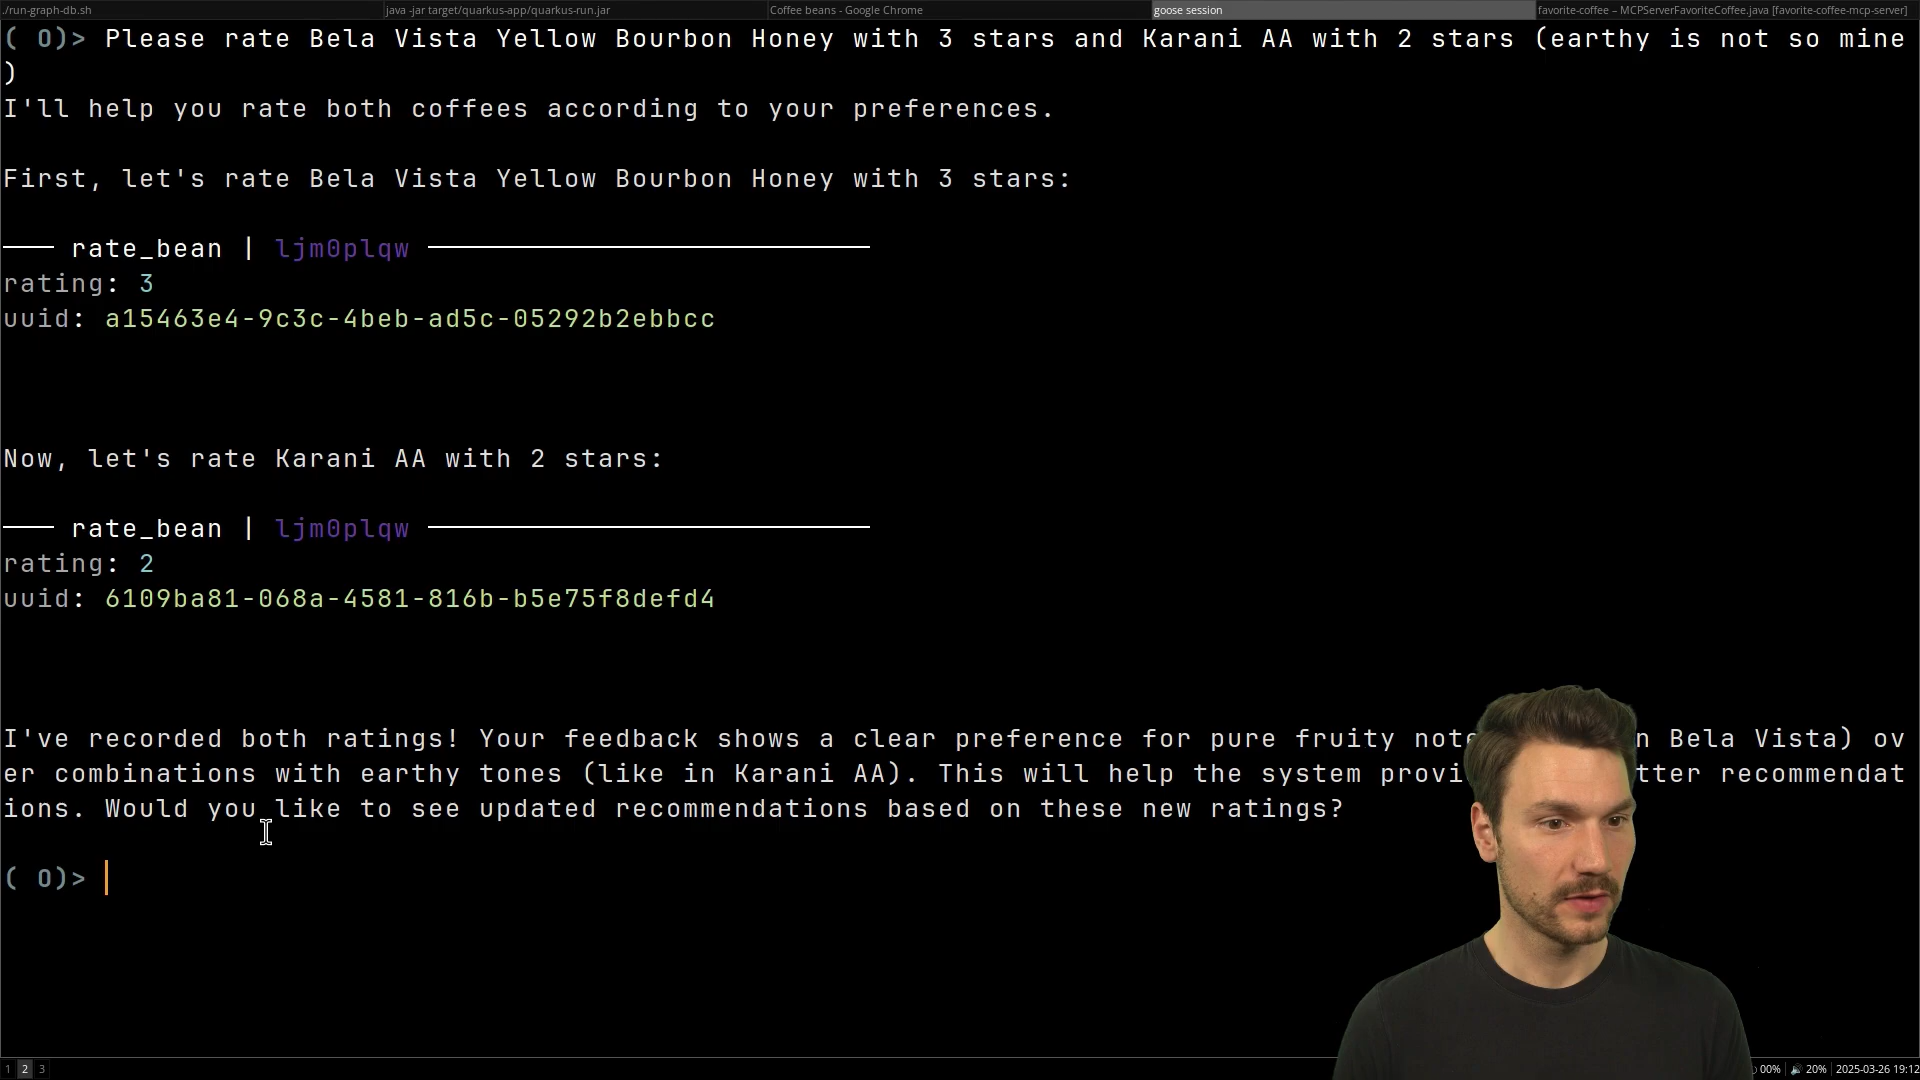 ./run-graph-db.sh
java -jar target/quarkus-app/quarkus-run.jar
Coffee beans - Google Chrome
goose session
favorite-coffee – MCPServerFavoriteCoffee.java [favorite-coffee-mcp-server]
( O)> Please rate Bela Vista Yellow Bourbon Honey with 3 stars and Karani AA with 2 stars (earthy is not so mine
)
I'll help you rate both coffees according to your preferences.
First, let's rate Bela Vista Yellow Bourbon Honey with 3 stars:
─── rate_bean | ljm0plqw ──────────────────────────
rating: 3
uuid: a15463e4-9c3c-4beb-ad5c-05292b2ebbcc
Now, let's rate Karani AA with 2 stars:
─── rate_bean | ljm0plqw ──────────────────────────
rating: 2
uuid: 6109ba81-068a-4581-816b-b5e75f8defd4
I've recorded both ratings! Your feedback shows a clear preference for pure fruity Bela Vista) ov
er combinations with earthy tones (like in Karani AA). This will help the system recommendat
ions. Would you like to see updated recommendations based on these new ratings?
( O)>
1 2 3
00% 20% 2025-03-26 19:12